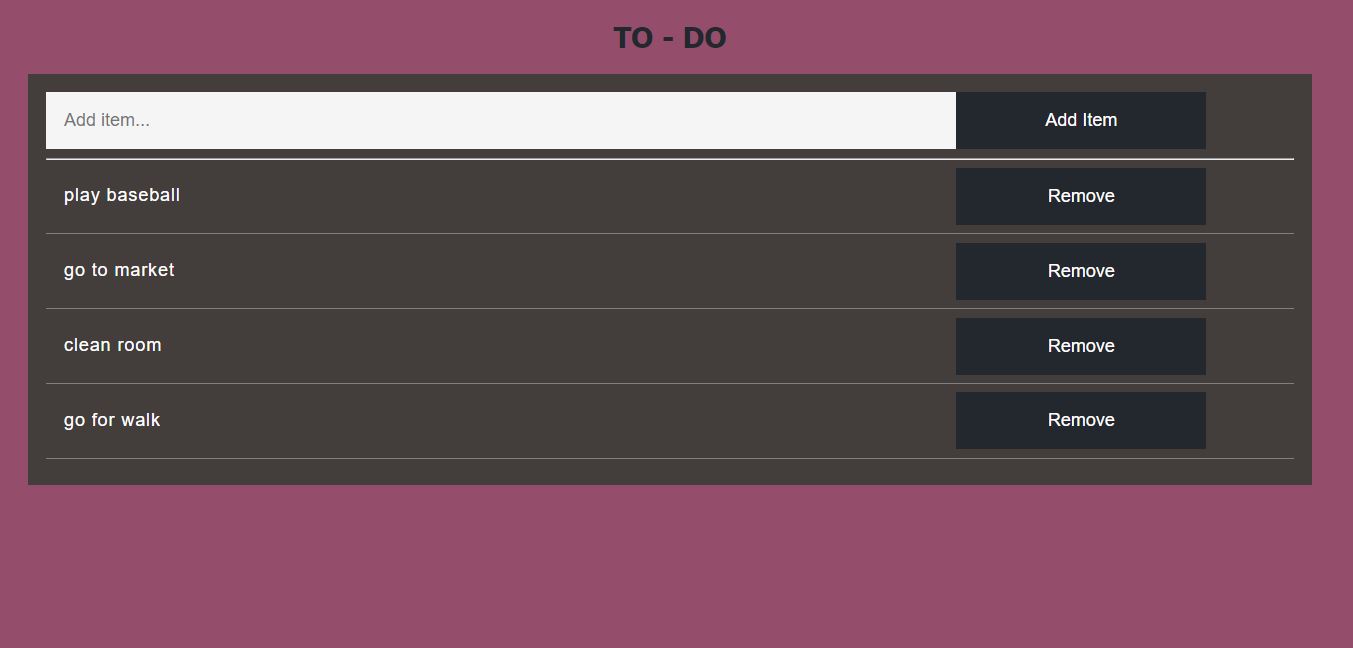 TO - DO
Add item... Add Item
play baseball Remove
go to market Remove
clean room Remove
go for walk Remove